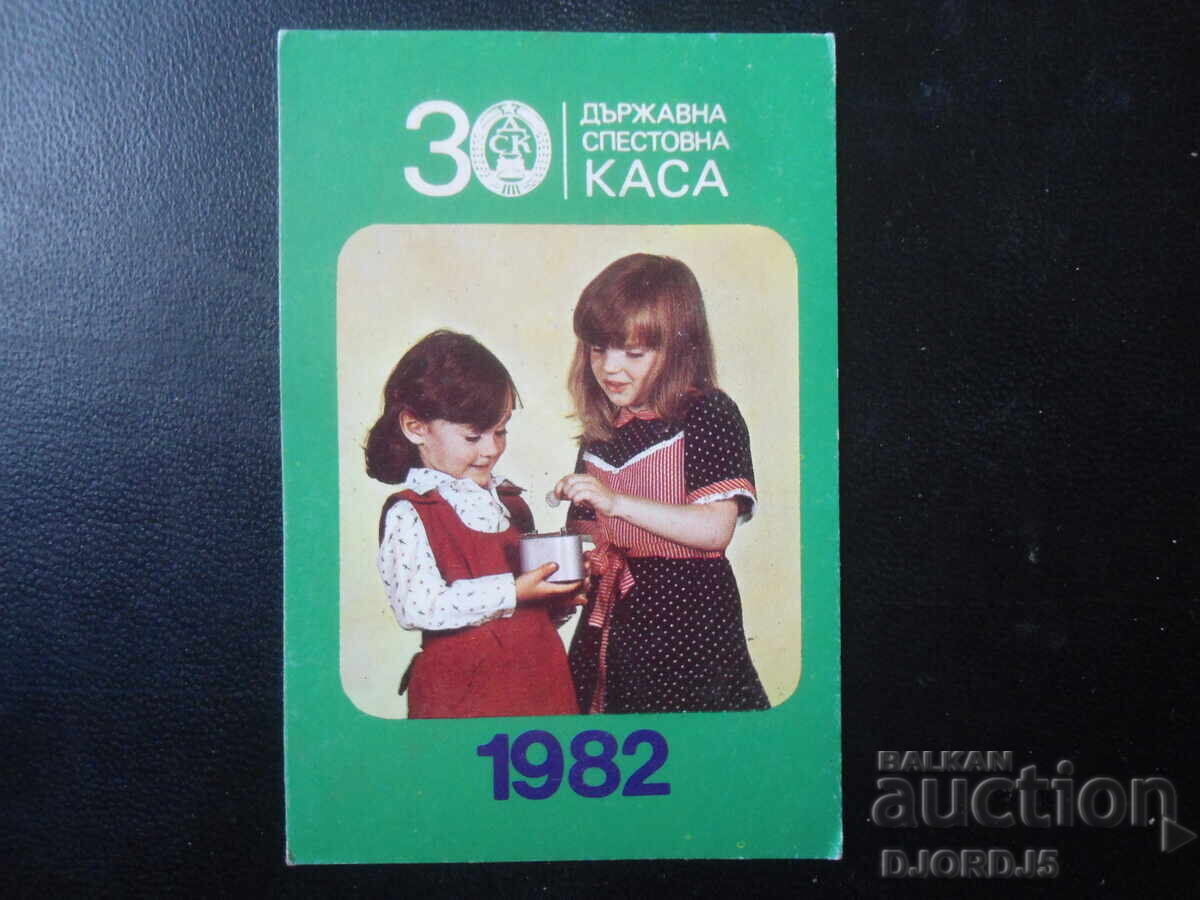 30
ДСК
ДЪРЖАВНА
СПЕСТОВНА
КАСА
1982
BALKAN
auction
DJORDJ5